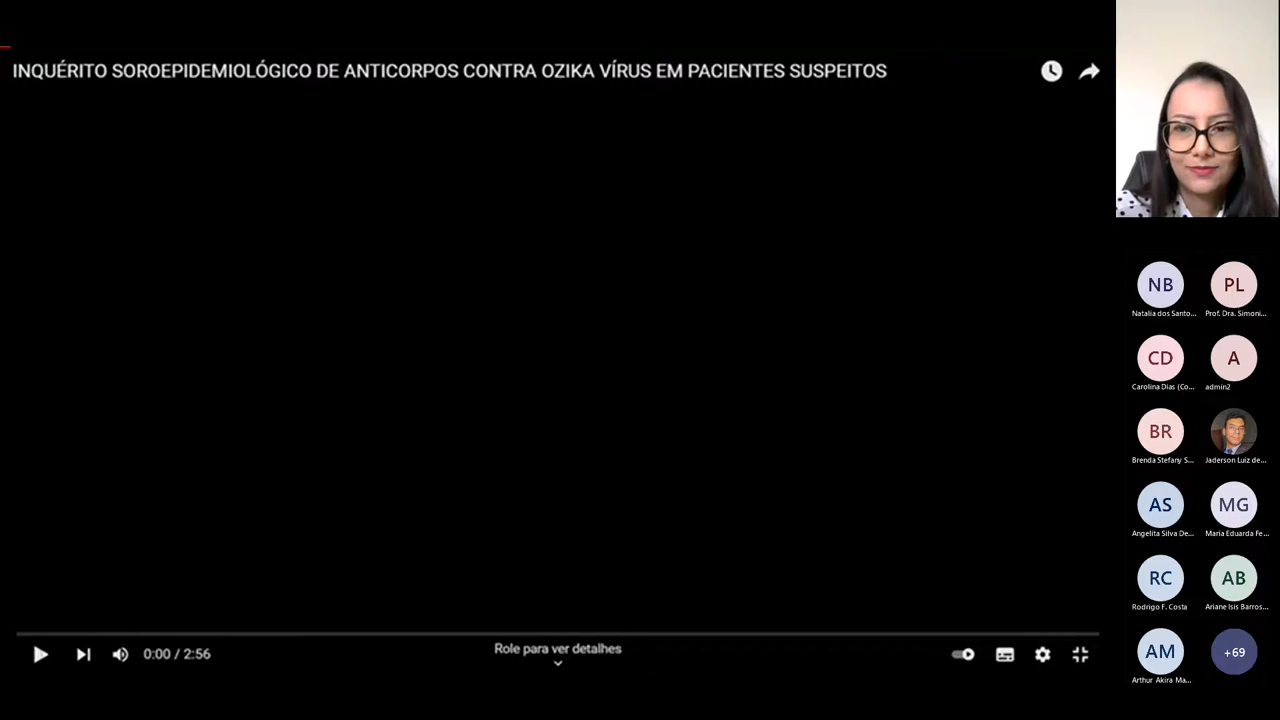 INQUÉRITO SOROEPIDEMIOLÓGICO DE ANTICORPOS CONTRA OZIKA VÍRUS EM PACIENTES SUSPEITOS
0:00 / 2:56
Role para ver detalhes
NB
PL
Natalia dos Santo...
Prof. Dra. Simoni...
CD
A
Carolina Dias (Co...
admin2
BR
Brenda Stefany S...
Jaderson Luiz de...
AS
MG
Angelita Silva De...
Maria Eduarda Fe...
RC
AB
Rodrigo F. Costa
Ariane Isis Barros...
AM
+69
Arthur Akira Ma...